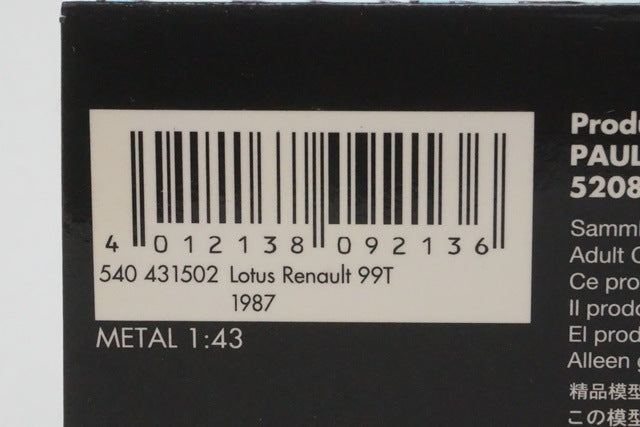 4 012138 092136
540 431502 Lotus Renault 99T
1987
METAL 1:43
Produ
PAUL
5208
Samml
Adult C
Ce pro
Il prodo
El prod
Alleen g
精品模型
この模型